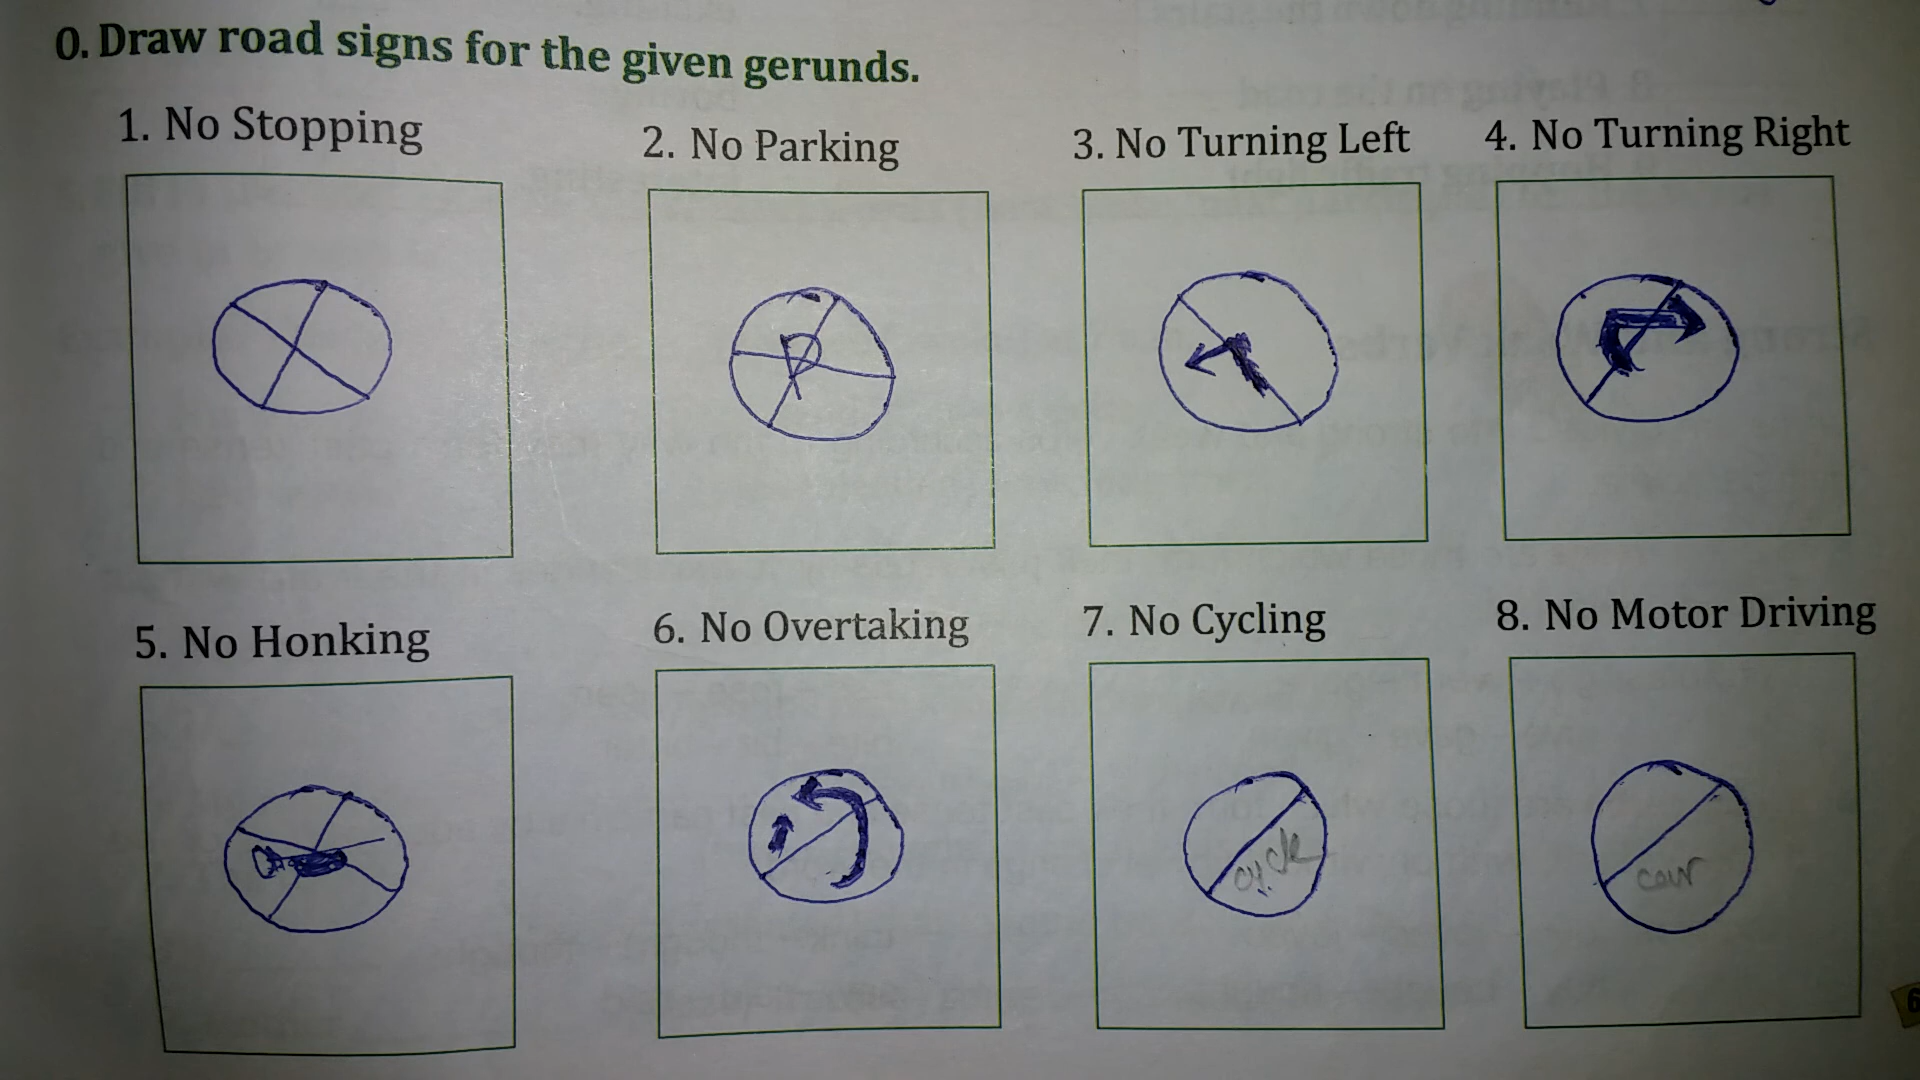 O. Draw road signs for the given gerunds.
1. No Stopping
2. No Parking
3. No Turning Left
4. No Turning Right
P
5. No Honking
6. No Overtaking
7. No Cycling
8. No Motor Driving
cycle
car
6